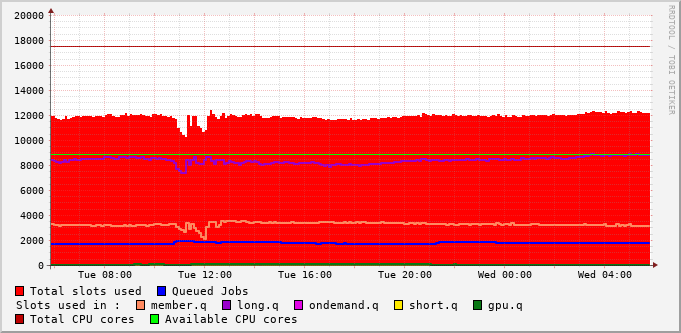 20000
18000
16000
14000
12000
10000
8000
6000
4000
2000
0
Tue 08:00 Tue 12:00 Tue 16:00 Tue 20:00 Wed 00:00 Wed 04:00
Total slots used Queued Jobs
Slots used in : member.q long.q ondemand.q short.q gpu.q
Total CPU cores Available CPU cores
RRDTOOL / TOBI OETIKER